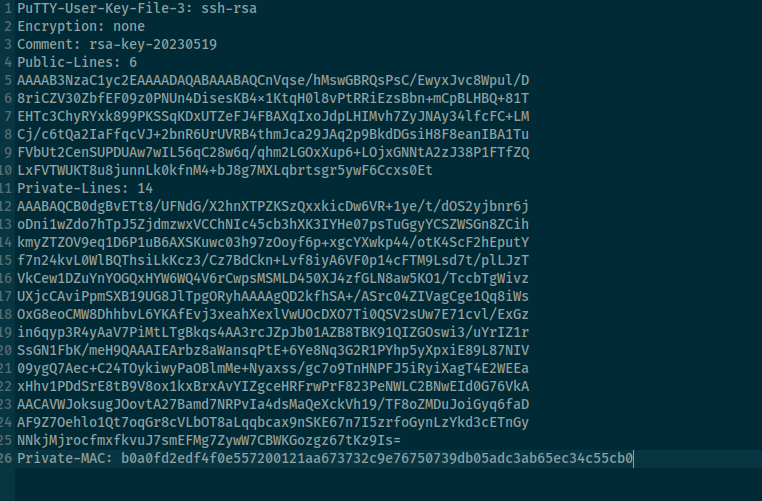 1 PuTTY-User-Key-File-3: ssh-rsa
2 Encryption: none
3 Comment: rsa-key-20230519
4 Public-Lines: 6
5 AAAAB3NzaC1yc2EAAAADAQABAAABAQCnVqse/hMswGBRQsPsC/EwyxJvc8Wpul/D
6 8riCZV30ZbfEF09z0PNUn4DisesKB4x1KtqH0l8vPtRRiEzsBbn+mCpBLHBQ+81T
7 EHTc3ChyRYxk899PKSSqKDxUTZeFJ4FBAXqIxoJdpLHIMvh7ZyJNAy34lfcFC+LM
8 Cj/c6tQa2IaFfqcVJ+2bnR6UrUVRB4thmJca29JAq2p9BkdDGsiH8F8eanIBA1Tu
9 FVbUt2CenSUPDUAw7wIL56qC28w6q/qhm2LGOxXup6+LOjxGNNtA2zJ38P1FTfZQ
10 LxFVTWUKT8u8junnLk0kfnM4+bJ8g7MXLqbrtsgr5ywF6Ccxs0Et
11 Private-Lines: 14
12 AAABAQCB0dgBvETt8/UFNdG/X2hnXTPZKSzQxxkicDw6VR+1ye/t/dOS2yjbnr6j
13 oDni1wZdo7hTpJ5ZjdmzwxVCChNIc45cb3hXK3IYHe07psTuGgyYCSZWSGn8ZCih
14 kmyZTZOV9eq1D6P1uB6AXSKuwc03h97zOoyf6p+xgcYXwkp44/otK4ScF2hEputY
15 f7n24kvL0WlBQThsiLkKcz3/Cz7BdCkn+Lvf8iyA6VF0p14cFTM9Lsd7t/plLJzT
16 VkCew1DZuYnYOGQxHYW6WQ4V6rCwpsMSMLD450XJ4zfGLN8aw5KO1/TccbTgWivz
17 UXjcCAviPpmSXB19UG8JlTpgORyhAAAAgQD2kfhSA+/ASrc04ZIVagCge1Qq8iWs
18 OxG8eoCMW8DhhbvL6YKAfEvj3xeahXexlVwUOcDXO7Ti0QSV2sUw7E71cvl/ExGz
19 in6qyp3R4yAaV7PiMtLTgBkqs4AA3rcJZpJb01AZB8TBK91QIZGOswi3/uYrIZ1r
20 SsGN1FbK/meH9QAAAIEArbz8aWansqPtE+6Ye8Nq3G2R1PYhp5yXpxiE89L87NIV
21 09ygQ7Aec+C24TOykiwyPaOBlmMe+Nyaxss/gc7o9TnHNPFJ5iRyiXagT4E2WEEa
22 xHhv1PDdSrE8tB9V8ox1kxBrxAvYIZgceHRFrwPrF823PeNWLC2BNwEId0G76VkA
23 AACAVWJoksugJOovtA27Bamd7NRPvIa4dsMaQeXckVh19/TF8oZMDuJoiGyq6faD
24 AF9Z7Oehlo1Qt7oqGr8cVLbOT8aLqqbcax9nSKE67n7I5zrfoGynLzYkd3cETnGy
25 NNkjMjrocfmxfkvuJ7smEFMg7ZywW7CBWKGozgz67tKz9Is=
26 Private-MAC: b0a0fd2edf4f0e557200121aa673732c9e76750739db05adc3ab65ec34c55cb0